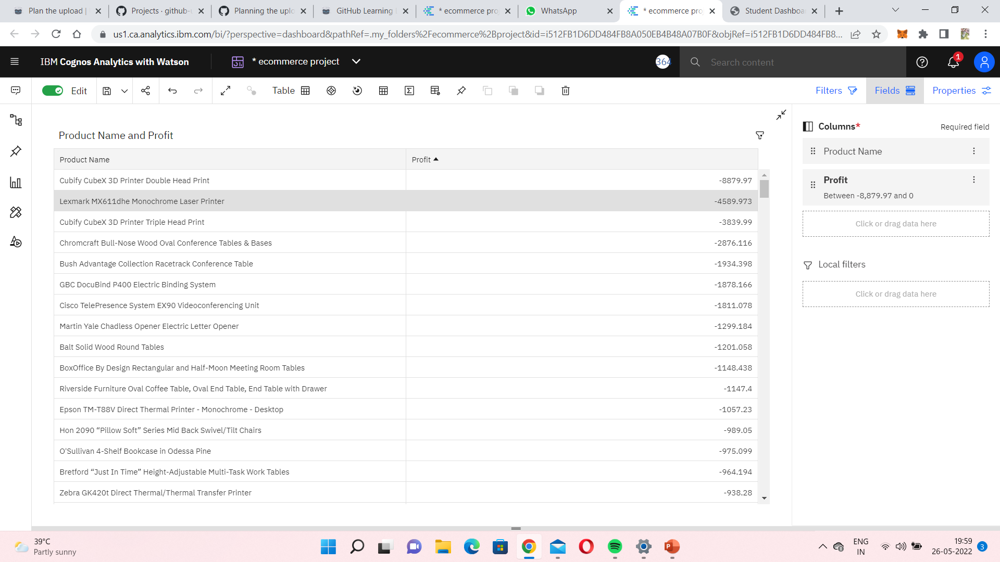 Plan the upload |
Projects · github-u
Planning the uplo
GitHub Learning
* ecommerce pro
WhatsApp
* ecommerce pro
Student Dashboa
us1.ca.analytics.ibm.com/bi/?perspective=dashboard&pathRef=.my_folders%2Fecommerce%2Bproject&id=i512FB1D6DD484FB8A050EB4B48A07B0F&objRef=i512FB1D6DD484FB8...
IBM Cognos Analytics with Watson
* ecommerce project
364
Search content
1
Edit
Table
Filters
Fields
Properties
Product Name and Profit
Product Name Profit
Cubify CubeX 3D Printer Double Head Print -8879.97
Lexmark MX611dhe Monochrome Laser Printer -4589.973
Cubify CubeX 3D Printer Triple Head Print -3839.99
Chromcraft Bull-Nose Wood Oval Conference Tables & Bases -2876.116
Bush Advantage Collection Racetrack Conference Table -1934.398
GBC DocuBind P400 Electric Binding System -1878.166
Cisco TelePresence System EX90 Videoconferencing Unit -1811.078
Martin Yale Chadless Opener Electric Letter Opener -1299.184
Balt Solid Wood Round Tables -1201.058
BoxOffice By Design Rectangular and Half-Moon Meeting Room Tables -1148.438
Riverside Furniture Oval Coffee Table, Oval End Table, End Table with Drawer -1147.4
Epson TM-T88V Direct Thermal Printer - Monochrome - Desktop -1057.23
Hon 2090 “Pillow Soft” Series Mid Back Swivel/Tilt Chairs -989.05
O'Sullivan 4-Shelf Bookcase in Odessa Pine -975.099
Bretford “Just In Time” Height-Adjustable Multi-Task Work Tables -964.194
Zebra GK420t Direct Thermal/Thermal Transfer Printer -938.28
Columns* Required field
Product Name
Profit
Between -8,879.97 and 0
Click or drag data here
Local filters
Click or drag data here
39°C
Partly sunny
ENG
IN
19:59
26-05-2022
3